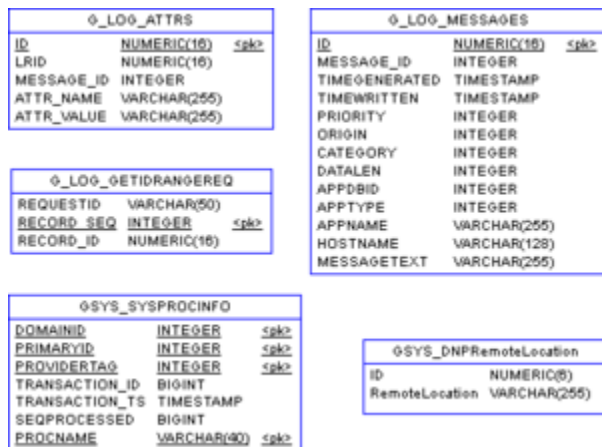 G_LOG_ATTRS
ID NUMERIC(16) <pk>
LRID NUMERIC(16)
MESSAGE_ID INTEGER
ATTR_NAME VARCHAR(255)
ATTR_VALUE VARCHAR(255)
G_LOG_MESSAGES
ID NUMERIC(16) <pk>
MESSAGE_ID INTEGER
TIMEGENERATED TIMESTAMP
TIMEWRITTEN TIMESTAMP
PRIORITY INTEGER
ORIGIN INTEGER
CATEGORY INTEGER
DATALEN INTEGER
APPDBID INTEGER
APPTYPE INTEGER
APPNAME VARCHAR(255)
HOSTNAME VARCHAR(128)
MESSAGETEXT VARCHAR(255)
G_LOG_GETIDRANGEREQ
REQUESTID VARCHAR(50)
RECORD_SEQ INTEGER <pk>
RECORD_ID NUMERIC(16)
GSYS_SYSPROCINFO
DOMAINID INTEGER <pk>
PRIMARYID INTEGER <pk>
PROVIDERTAG INTEGER <pk>
TRANSACTION_ID BIGINT
TRANSACTION_TS TIMESTAMP
SEQPROCESSED BIGINT
PROCNAME VARCHAR(40) <pk>
GSYS_DNPRemoteLocation
ID NUMERIC(6)
RemoteLocation VARCHAR(255)